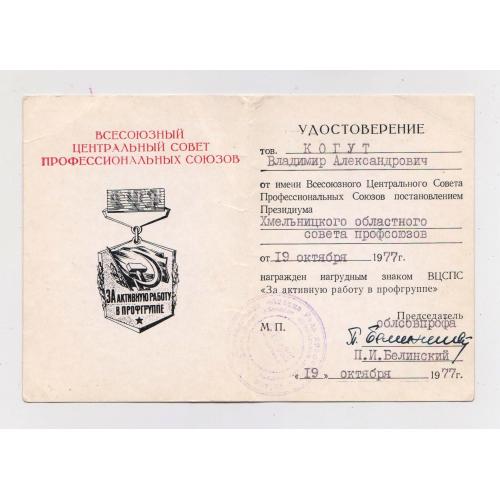 ВСЕСОЮЗНЫЙ
ЦЕНТРАЛЬНЫЙ СОВЕТ
ПРОФЕССИОНАЛЬНЫХ СОЮЗОВ
ЗА АКТИВНУЮ РАБОТУ
В ПРОФГРУППЕ
УДОСТОВЕРЕНИЕ
тов. КОГУТ
Владимир Александрович
от имени Всесоюзного Центрального Совета
Профессиональных Союзов постановлением
Президиума
Хмельницкого областного
совета профсоюзов
от 19 октября 1977г.
награжден нагрудным знаком ВЦСПС
«За активную работу в профгруппе»
Председатель
М. П. облсовпрофа
П.И.Белинский
«19» октября 1977г.